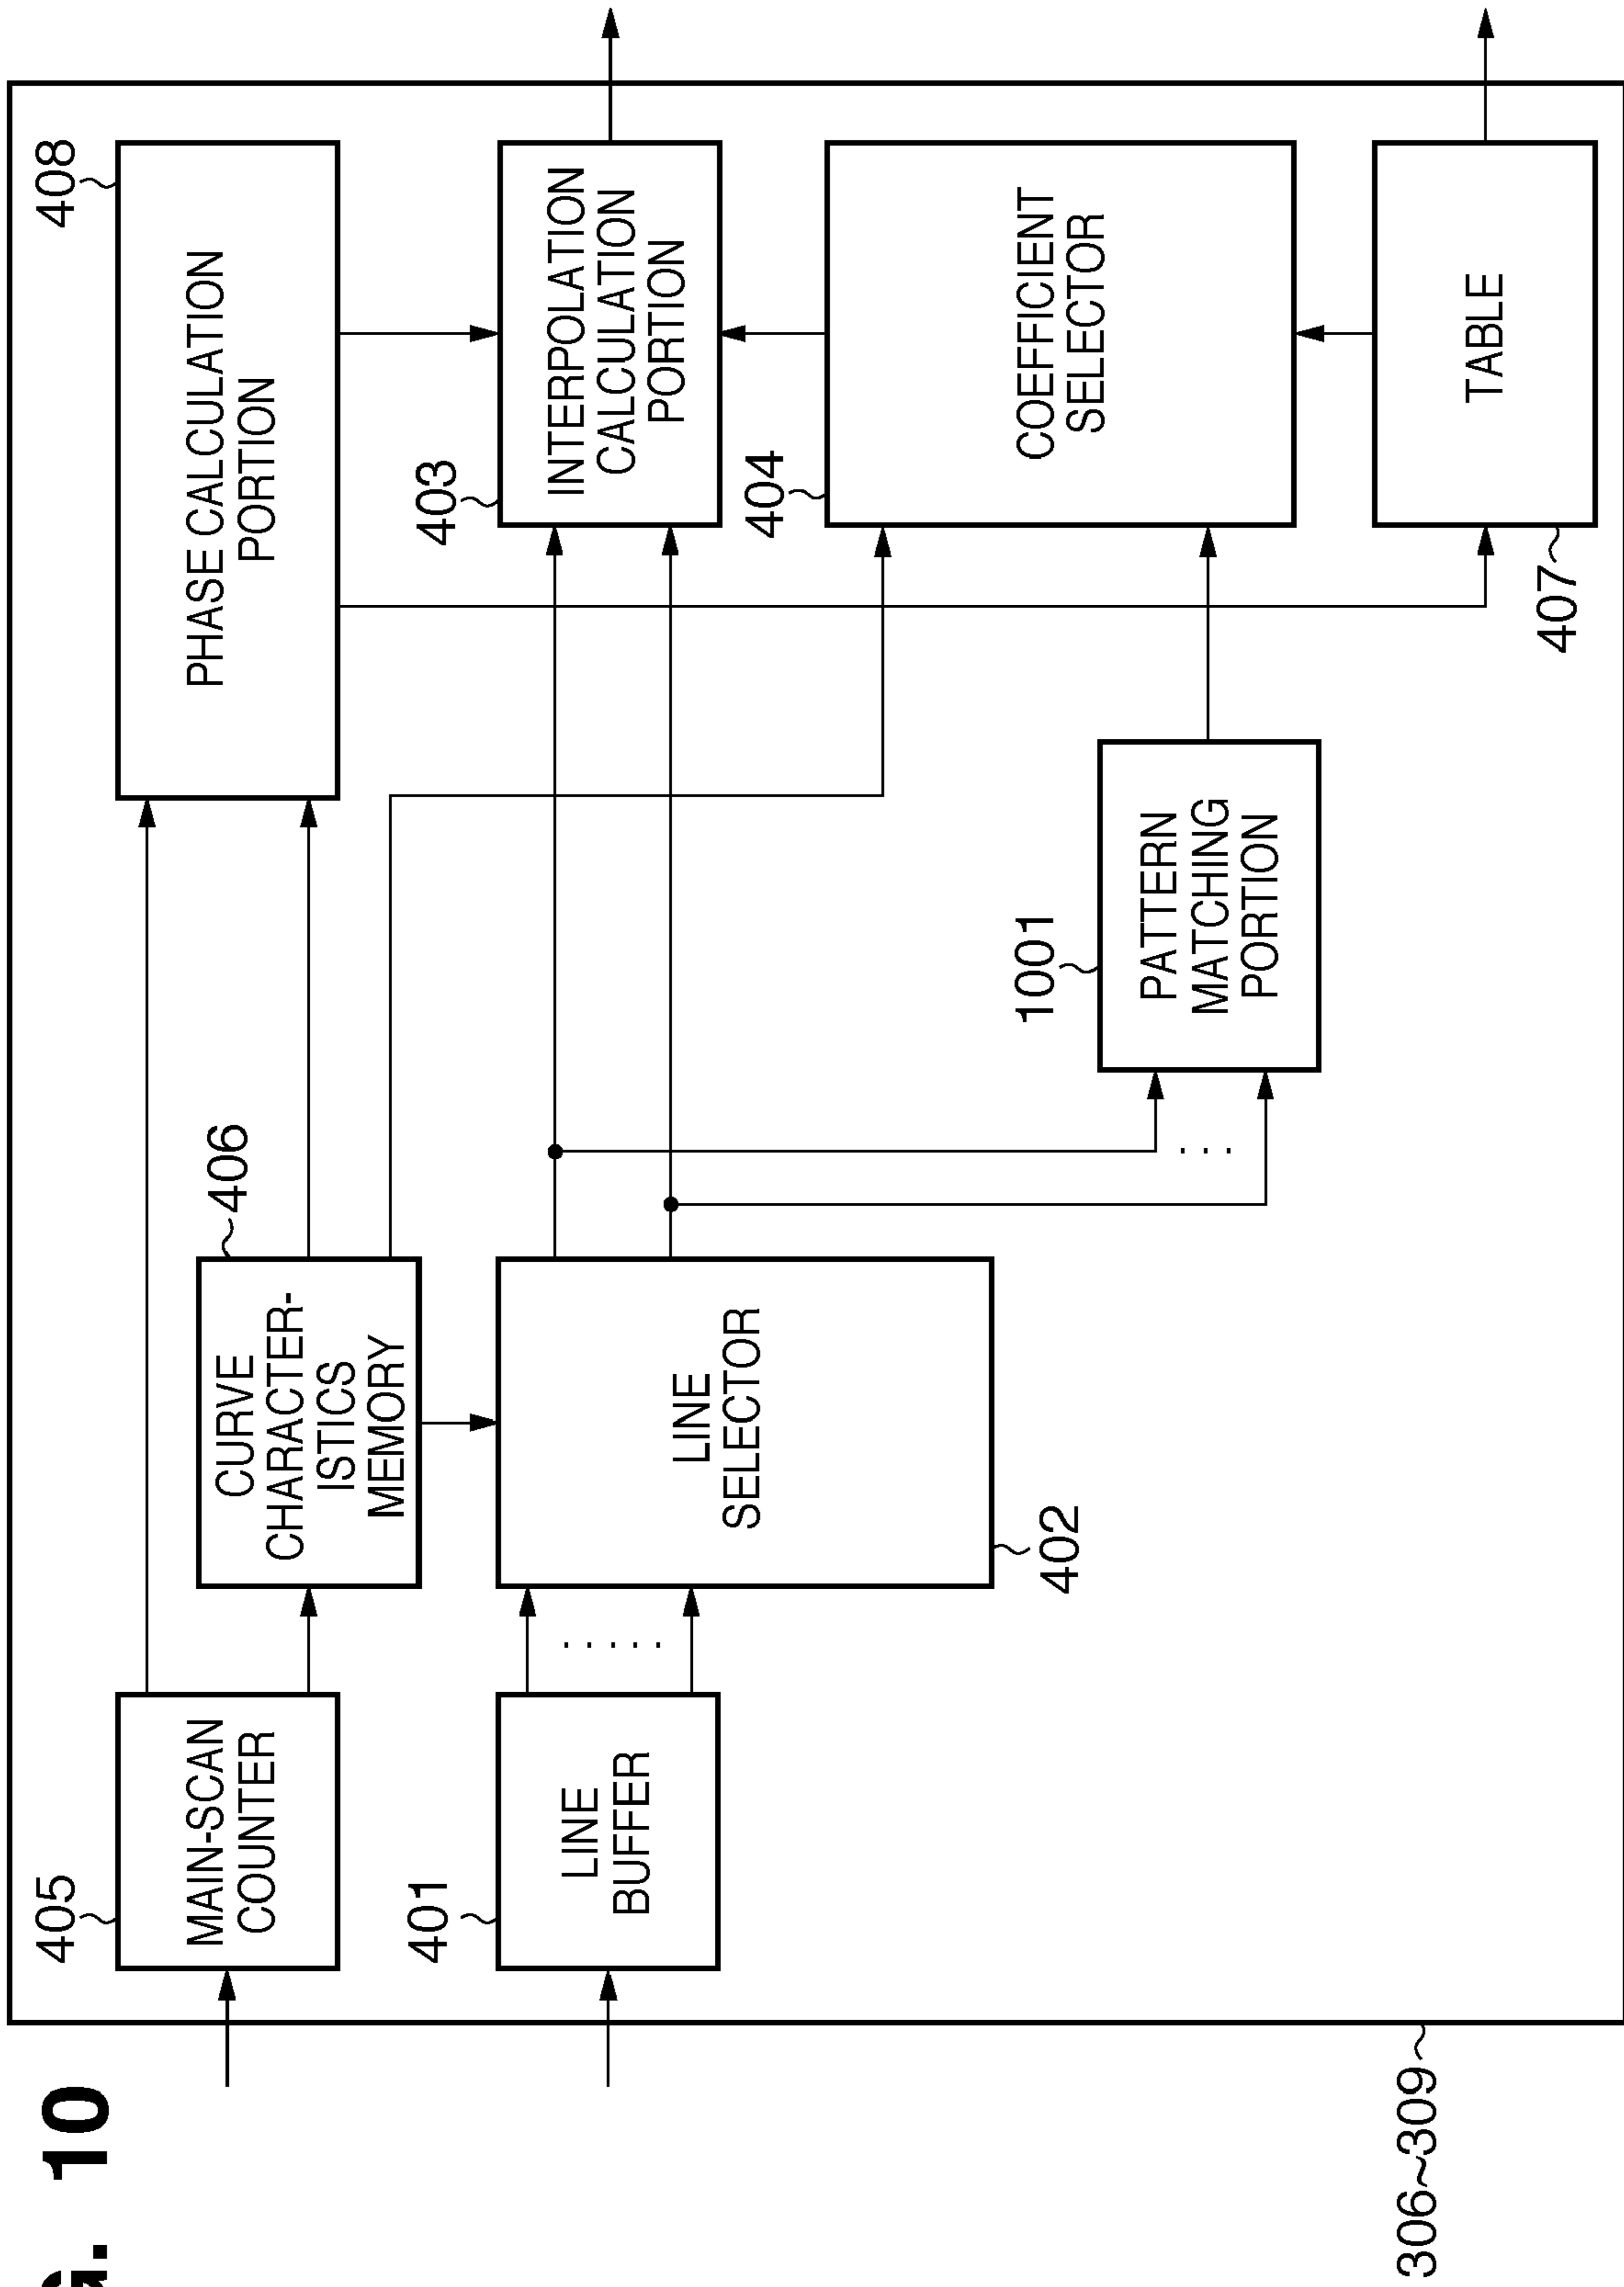 G. 10
405
MAIN-SCAN
COUNTER
406
CURVE
CHARACTER-
ISTICS
MEMORY
408
PHASE CALCULATION
PORTION
401
LINE
BUFFER
LINE
SELECTOR
402
403
INTERPOLATION
CALCULATION
PORTION
404
COEFFICIENT
SELECTOR
1001
PATTERN
MATCHING
PORTION
TABLE
407
306~309